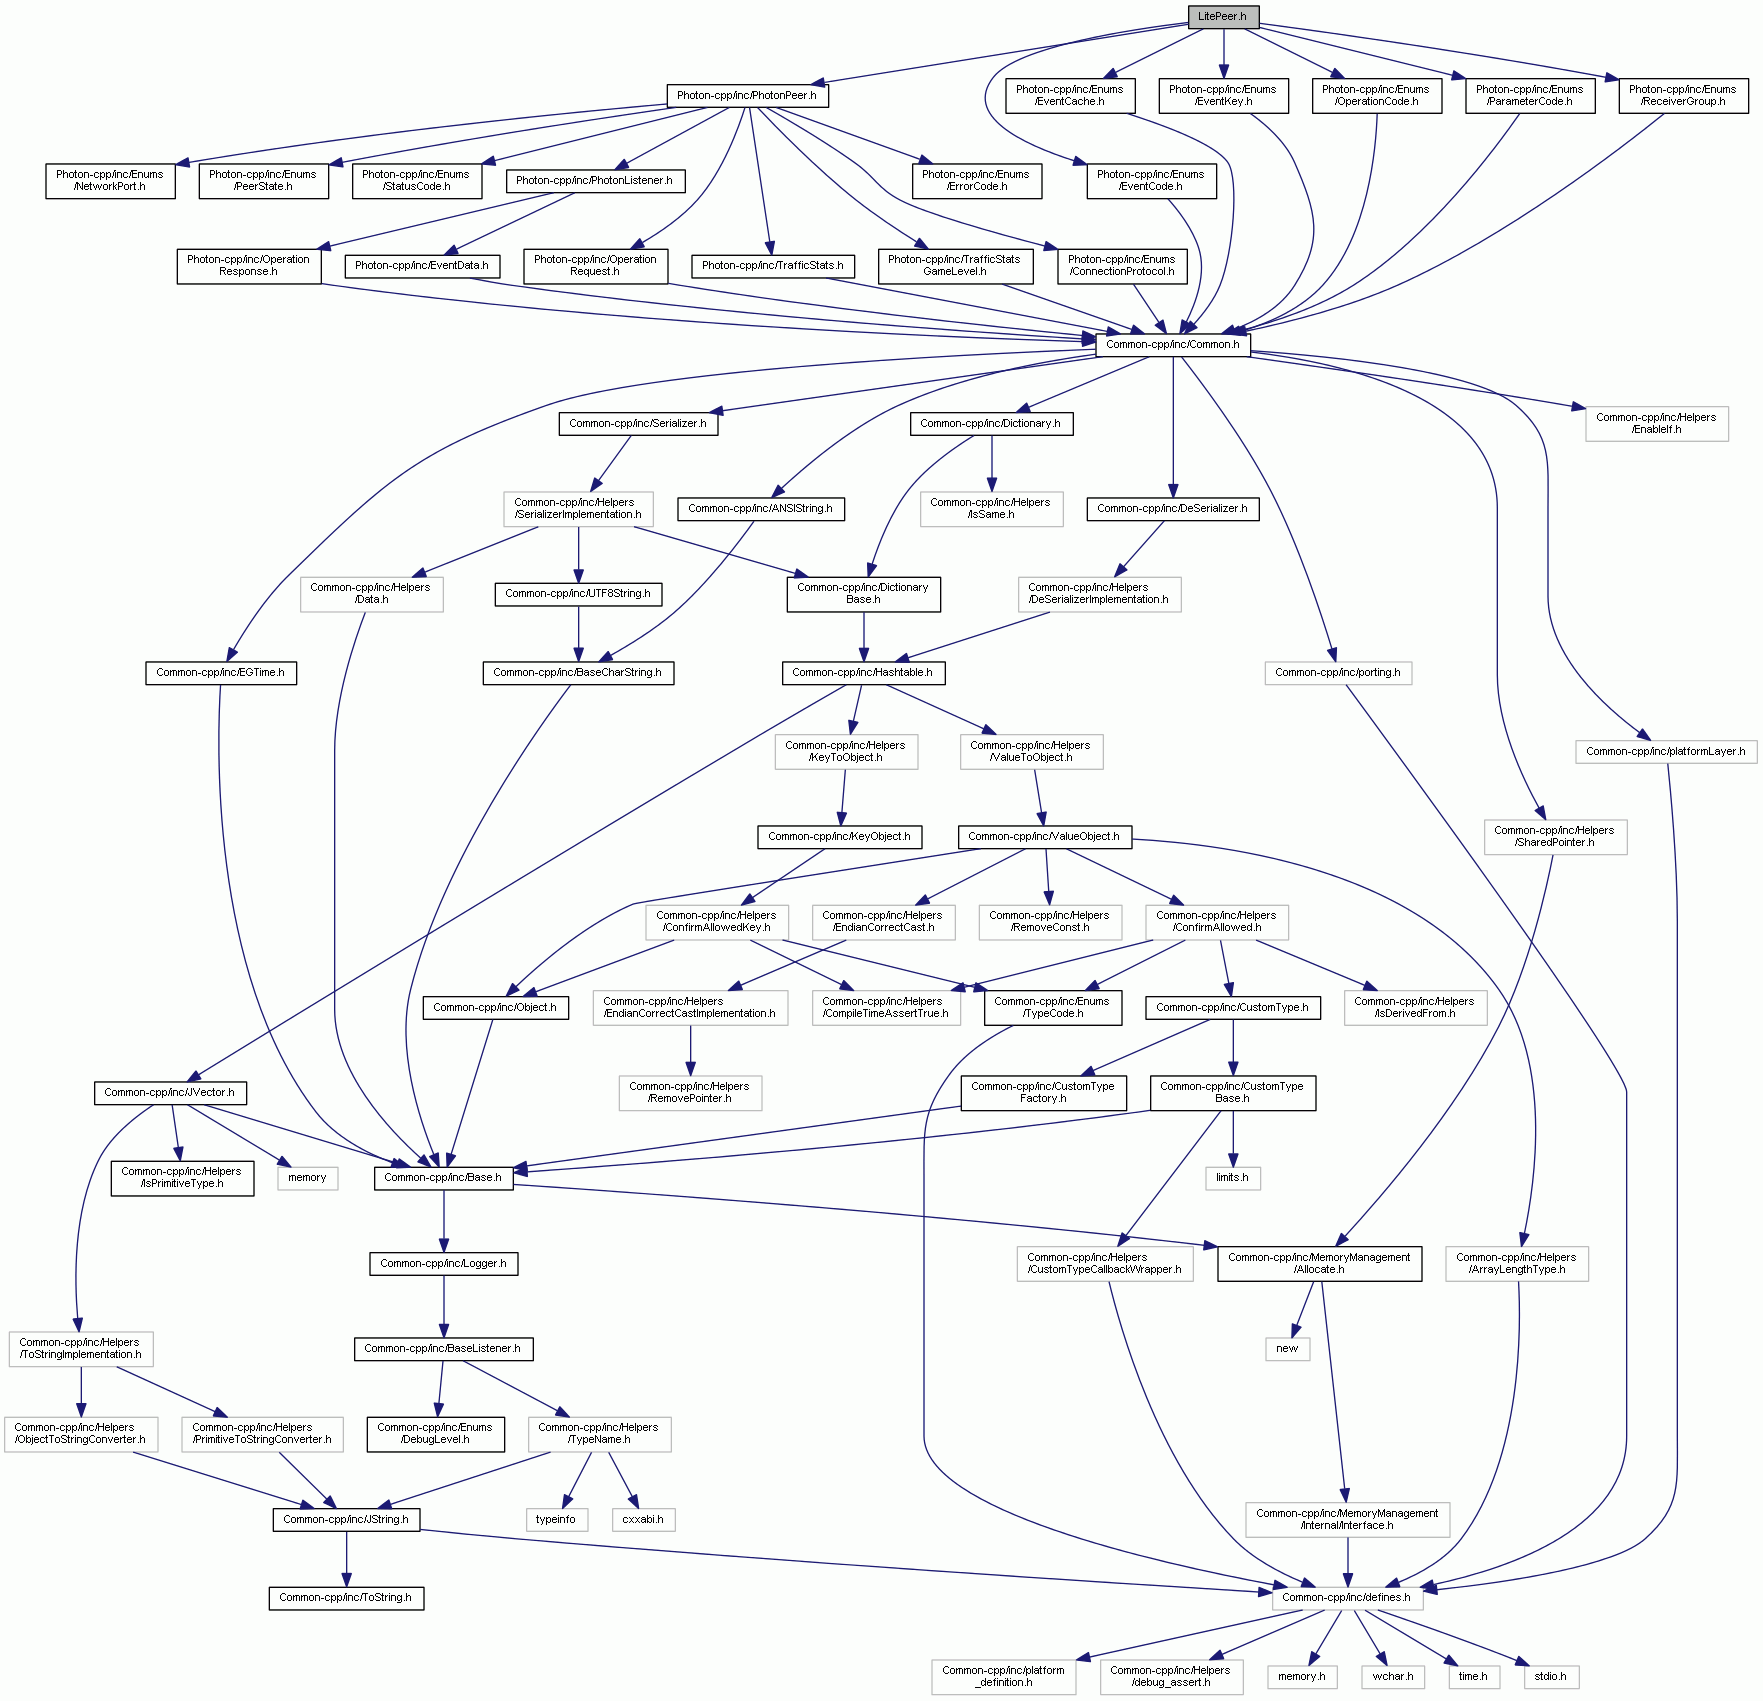 LitePeer.h
Photon-cpp/inc/PhotonPeer.h
Photon-cpp/inc/Enums
/EventCache.h
Photon-cpp/inc/Enums
/EventKey.h
Photon-cpp/inc/Enums
/OperationCode.h
Photon-cpp/inc/Enums
/ParameterCode.h
Photon-cpp/inc/Enums
/ReceiverGroup.h
Photon-cpp/inc/Enums
/NetworkPort.h
Photon-cpp/inc/Enums
/PeerState.h
Photon-cpp/inc/Enums
/StatusCode.h
Photon-cpp/inc/PhotonListener.h
Photon-cpp/inc/Enums
/ErrorCode.h
Photon-cpp/inc/Enums
/EventCode.h
Photon-cpp/inc/Operation
Response.h
Photon-cpp/inc/EventData.h
Photon-cpp/inc/Operation
Request.h
Photon-cpp/inc/TrafficStats.h
Photon-cpp/inc/TrafficStats
GameLevel.h
Photon-cpp/inc/Enums
/ConnectionProtocol.h
Common-cpp/inc/Common.h
Common-cpp/inc/Serializer.h
Common-cpp/inc/Dictionary.h
Common-cpp/inc/Helpers
/EnableIf.h
Common-cpp/inc/Helpers
/SerializerImplementation.h
Common-cpp/inc/ANSIString.h
Common-cpp/inc/Helpers
/IsSame.h
Common-cpp/inc/DeSerializer.h
Common-cpp/inc/Helpers
/Data.h
Common-cpp/inc/UTF8String.h
Common-cpp/inc/Dictionary
Base.h
Common-cpp/inc/Helpers
/DeSerializerImplementation.h
Common-cpp/inc/EGTime.h
Common-cpp/inc/BaseCharString.h
Common-cpp/inc/Hashtable.h
Common-cpp/inc/porting.h
Common-cpp/inc/Helpers
/KeyToObject.h
Common-cpp/inc/Helpers
/ValueToObject.h
Common-cpp/inc/platformLayer.h
Common-cpp/inc/KeyObject.h
Common-cpp/inc/ValueObject.h
Common-cpp/inc/Helpers
/SharedPointer.h
Common-cpp/inc/Helpers
/ConfirmAllowedKey.h
Common-cpp/inc/Helpers
/EndianCorrectCast.h
Common-cpp/inc/Helpers
/RemoveConst.h
Common-cpp/inc/Helpers
/ConfirmAllowed.h
Common-cpp/inc/Object.h
Common-cpp/inc/Helpers
/EndianCorrectCastImplementation.h
Common-cpp/inc/Helpers
/CompileTimeAssertTrue.h
Common-cpp/inc/Enums
/TypeCode.h
Common-cpp/inc/CustomType.h
Common-cpp/inc/Helpers
/IsDerivedFrom.h
Common-cpp/inc/JVector.h
Common-cpp/inc/Helpers
/RemovePointer.h
Common-cpp/inc/CustomType
Factory.h
Common-cpp/inc/CustomType
Base.h
Common-cpp/inc/Helpers
/IsPrimitiveType.h
memory
Common-cpp/inc/Base.h
limits.h
Common-cpp/inc/Logger.h
Common-cpp/inc/Helpers
/CustomTypeCallbackWrapper.h
Common-cpp/inc/MemoryManagement
/Allocate.h
Common-cpp/inc/Helpers
/ArrayLengthType.h
Common-cpp/inc/Helpers
/ToStringImplementation.h
Common-cpp/inc/BaseListener.h
new
Common-cpp/inc/Helpers
/ObjectToStringConverter.h
Common-cpp/inc/Helpers
/PrimitiveToStringConverter.h
Common-cpp/inc/Enums
/DebugLevel.h
Common-cpp/inc/Helpers
/TypeName.h
Common-cpp/inc/JString.h
typeinfo
cxxabi.h
Common-cpp/inc/MemoryManagement
/Internal/Interface.h
Common-cpp/inc/ToString.h
Common-cpp/inc/defines.h
Common-cpp/inc/platform
_definition.h
Common-cpp/inc/Helpers
/debug_assert.h
memory.h
wchar.h
time.h
stdio.h